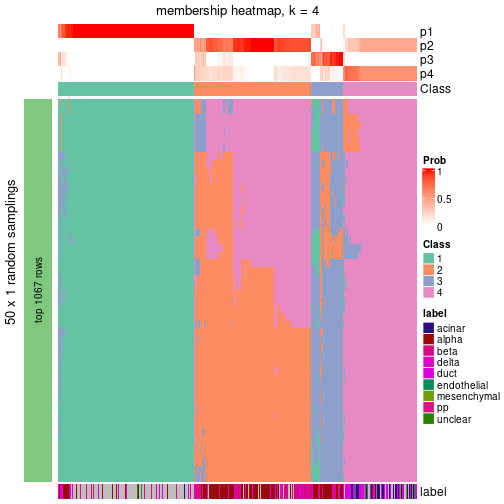 membership heatmap, k = 4
p1
p2
p3
p4
Class
50 x 1 random samplings
top 1067 rows
Prob
1
0.5
0
Class
1
2
3
4
label
acinar
alpha
beta
delta
duct
endothelial
mesenchymal
pp
unclear
label